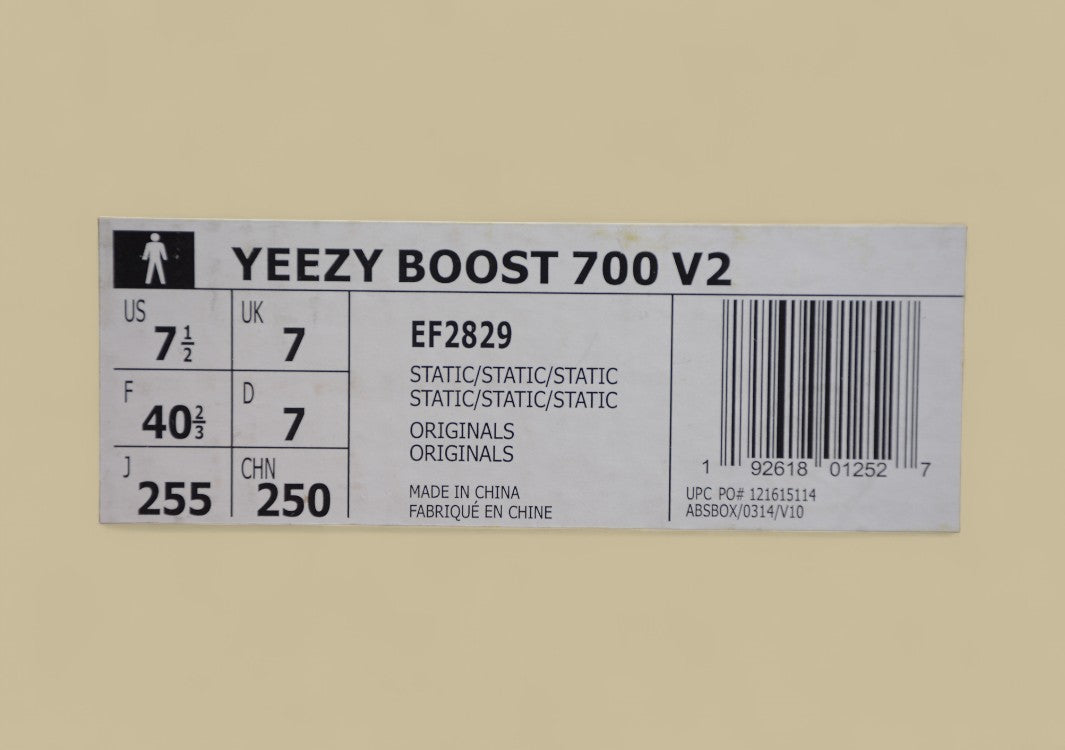 YEEZY BOOST 700 V2
US 7½
UK 7
F 40⅔
D 7
J 255
CHN 250
EF2829
STATIC/STATIC/STATIC
STATIC/STATIC/STATIC
ORIGINALS
ORIGINALS
MADE IN CHINA
FABRIQUÉ EN CHINE
1 92618 01252 7
UPC PO# 121615114
ABSBOX/0314/V10